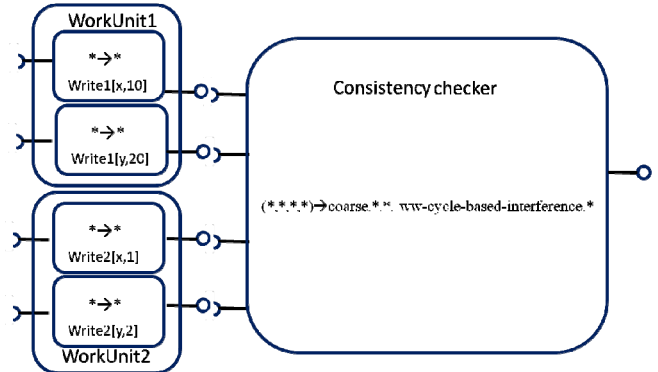 WorkUnit1
*→*
Write1[x,10]
*→*
Write1[y,20]
*→*
Write2[x,1]
*→*
Write2[y,2]
WorkUnit2
Consistency checker
(*,*,*,*)→coarse.*.*. ww-cycle-based-interference.*